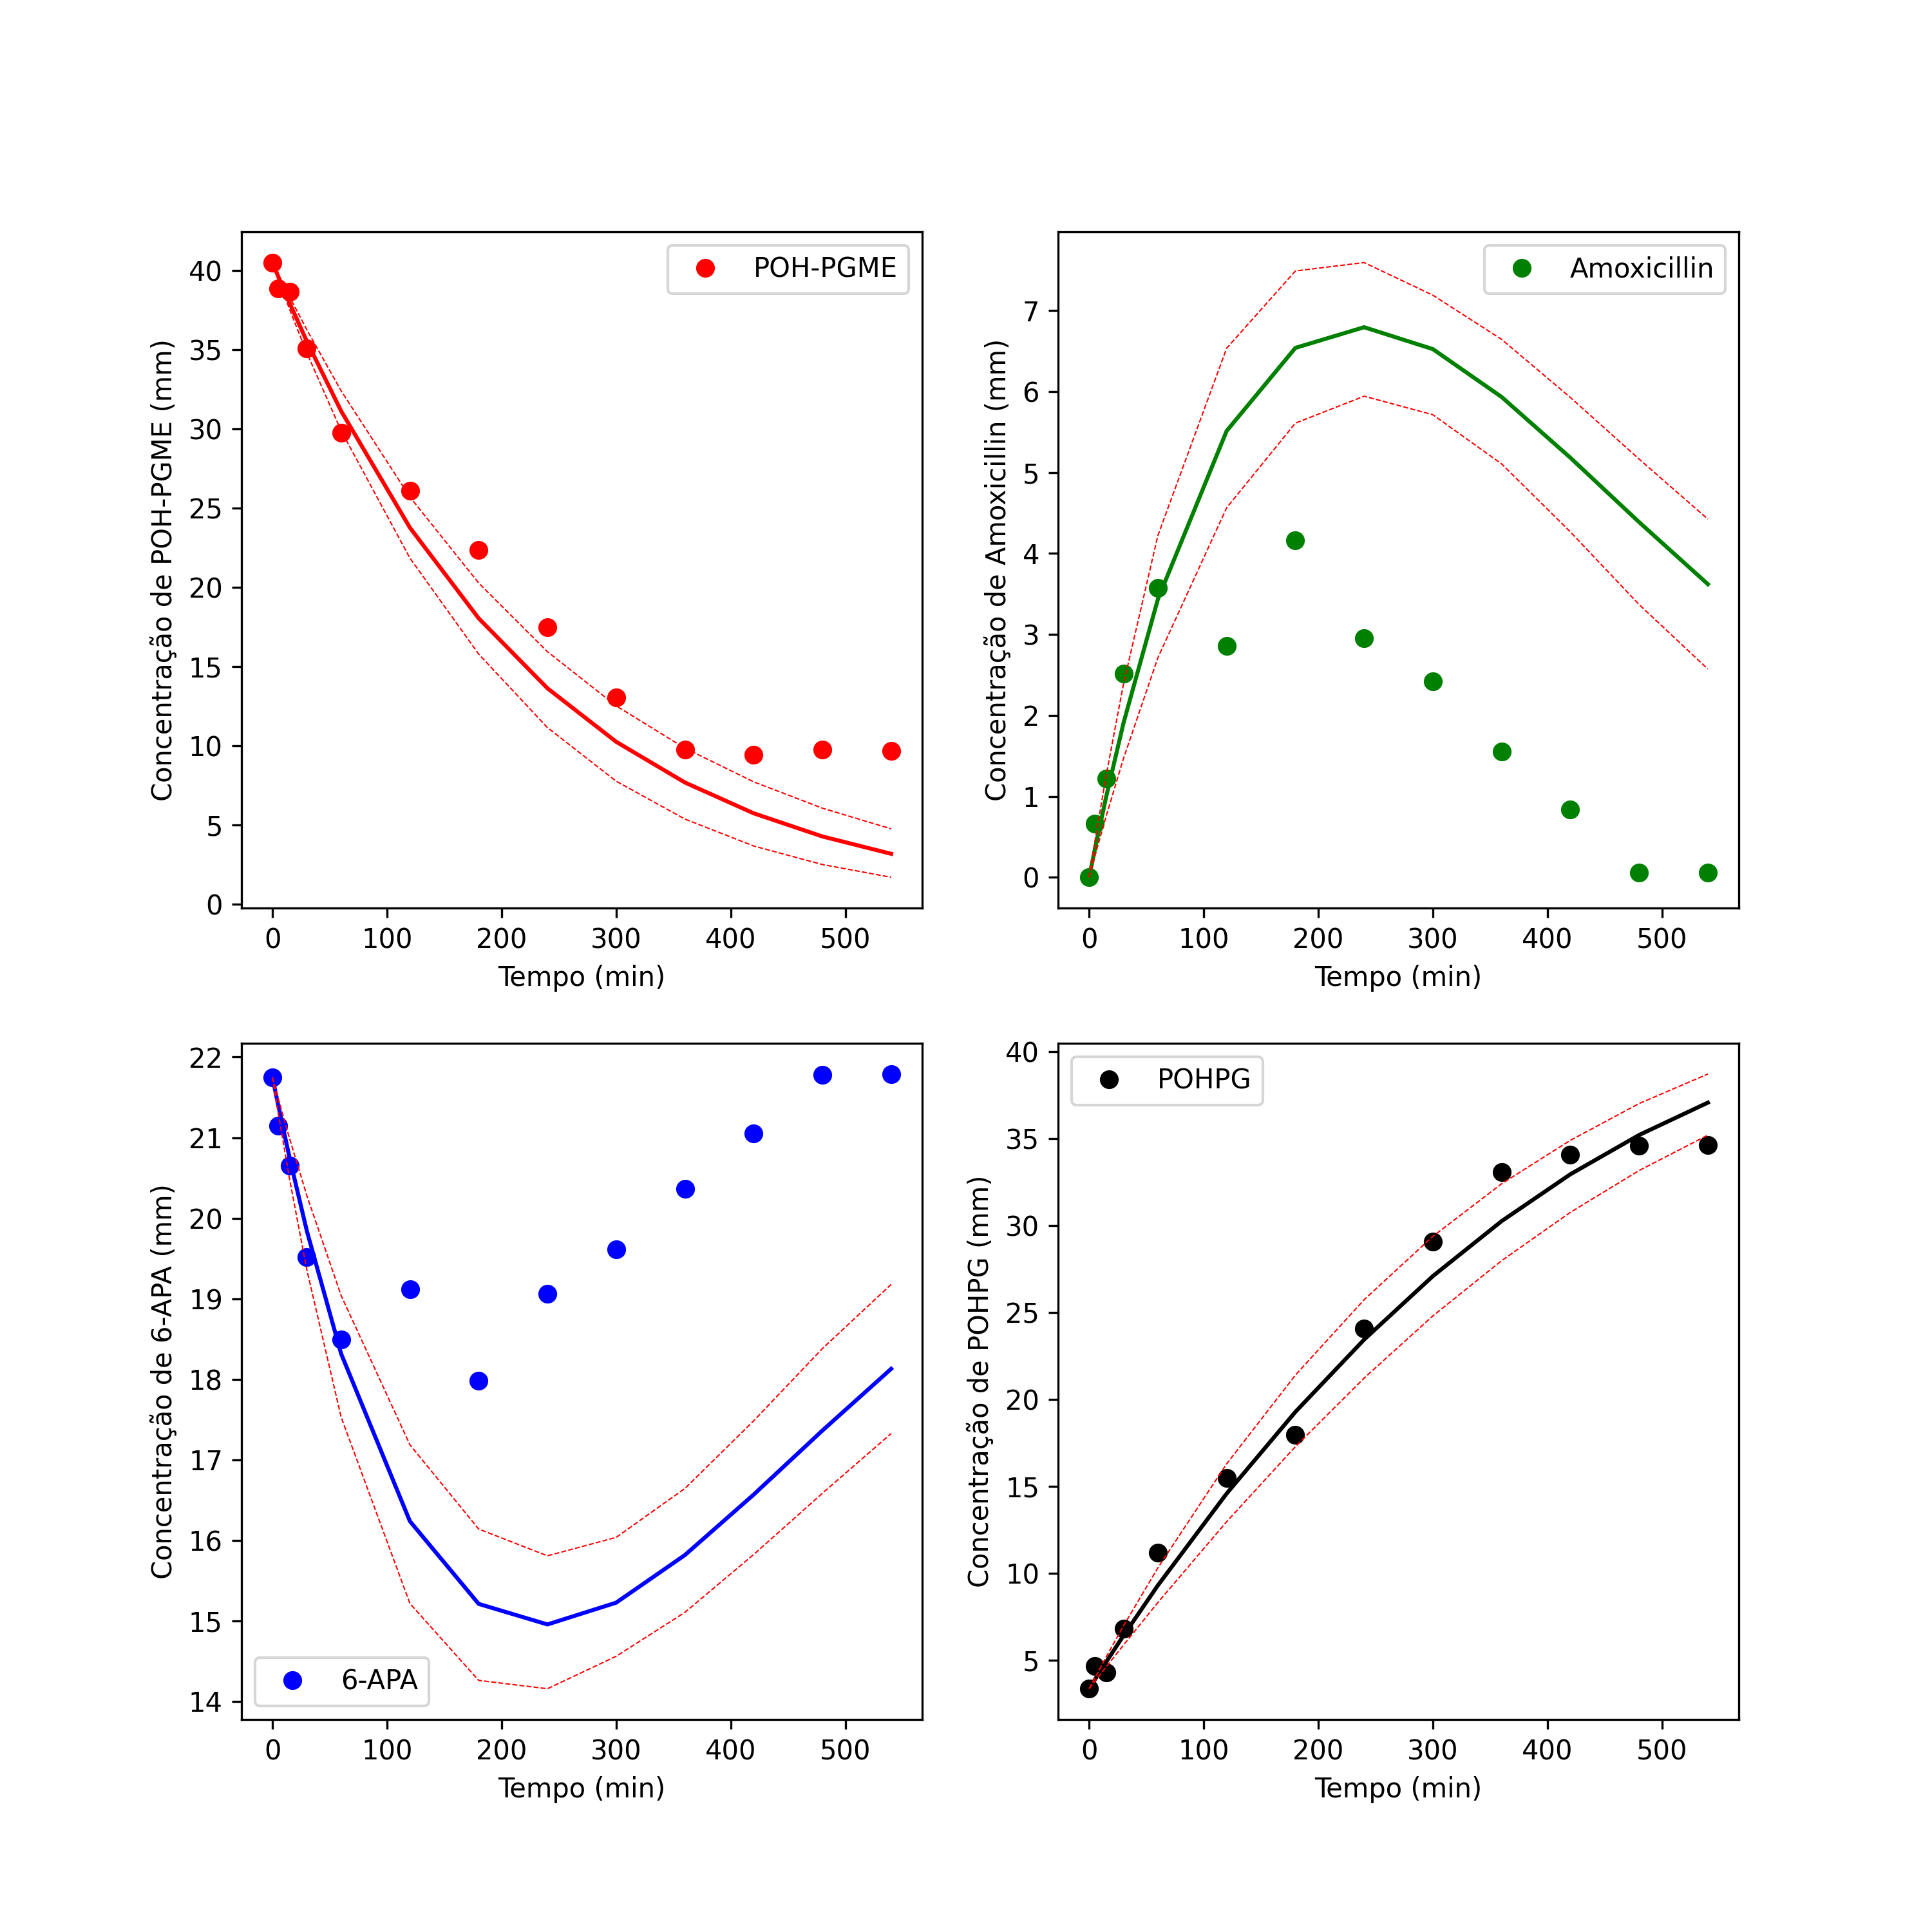 POH-PGME
Concentração de POH-PGME (mm)
40
35
30
25
20
15
10
5
0
0 100 200 300 400 500
Tempo (min)
Amoxicillin
Concentração de Amoxicillin (mm)
7
6
5
4
3
2
1
0
0 100 200 300 400 500
Tempo (min)
Concentração de 6-APA (mm)
22
21
20
19
18
17
16
15
14
6-APA
0 100 200 300 400 500
Tempo (min)
POHPG
Concentração de POHPG (mm)
40
35
30
25
20
15
10
5
0 100 200 300 400 500
Tempo (min)